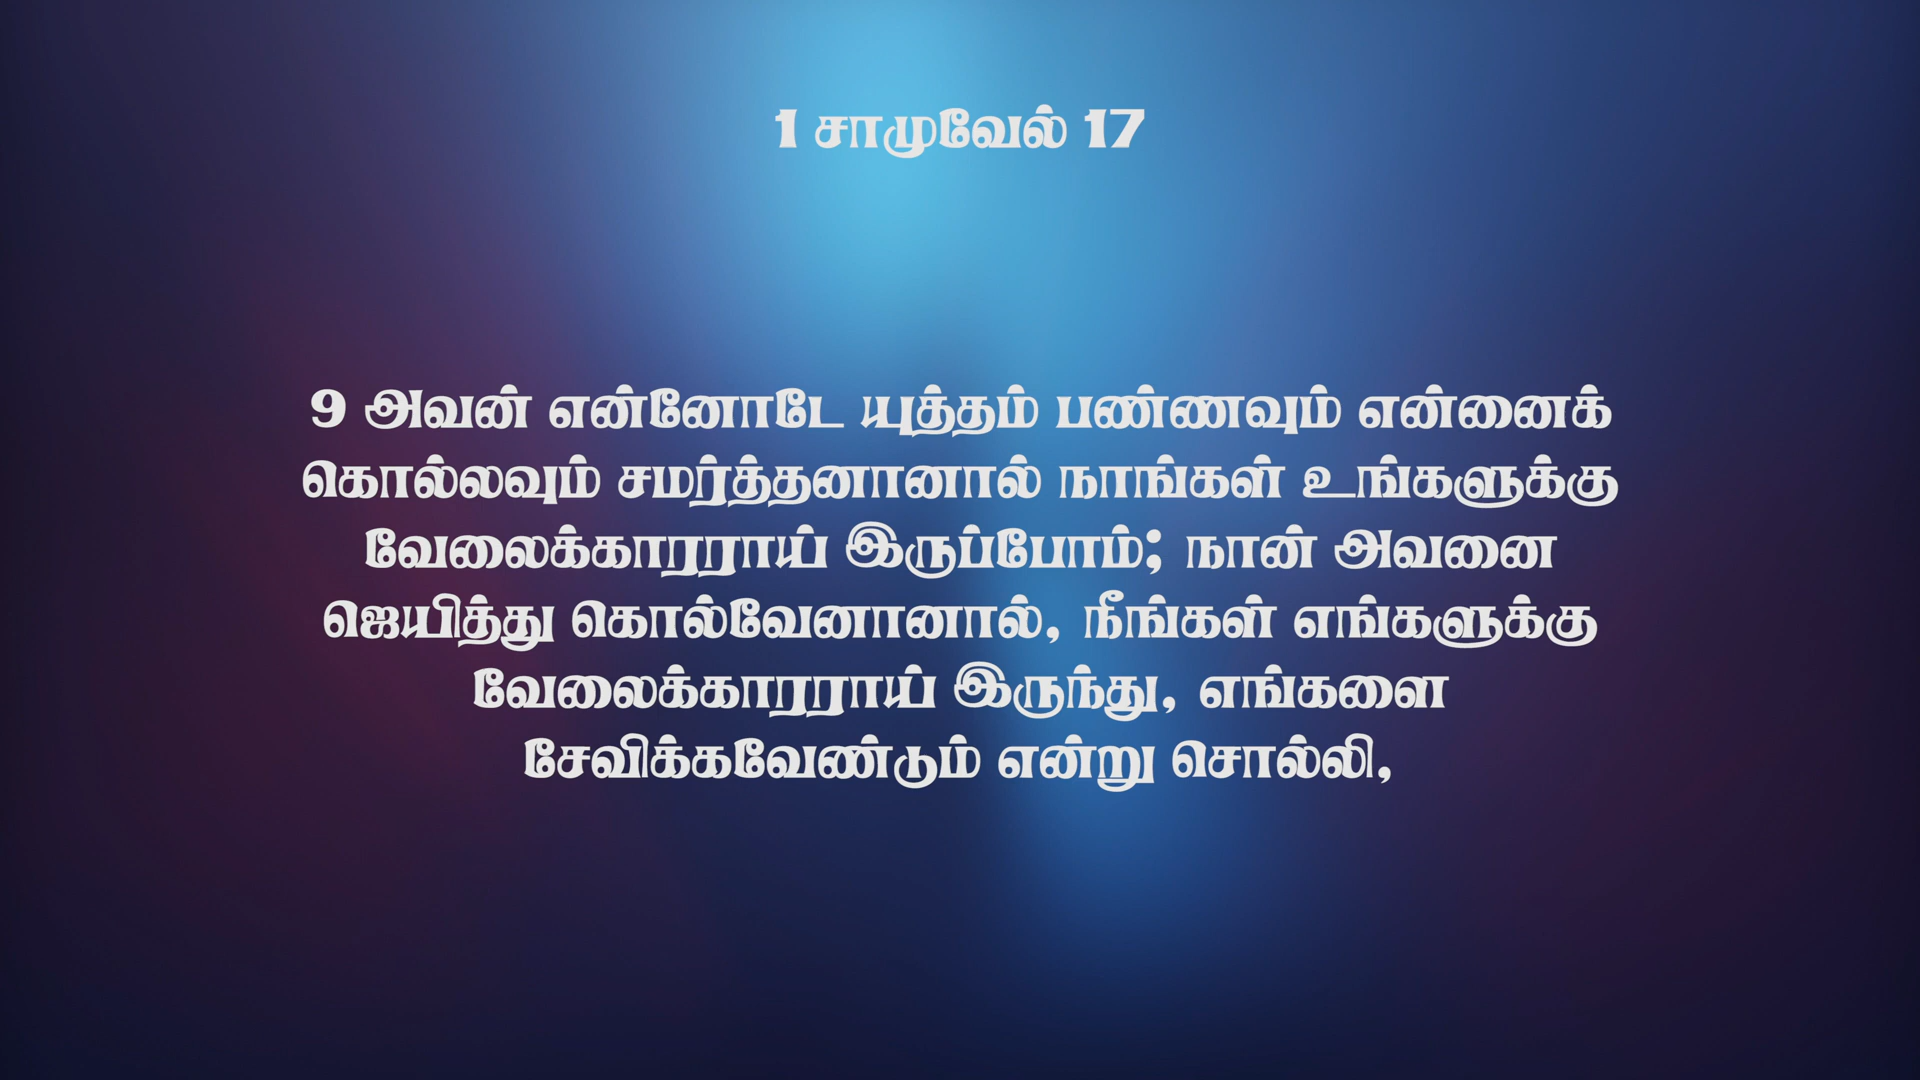 1 சாமுவேல் 17
9 அவன் என்னோடே யுத்தம் பண்ணவும் என்னைக்
கொல்லவும் சமர்த்தனானால் நாங்கள் உங்களுக்கு
வேலைக்காரராய் இருப்போம்; நான் அவனை
ஜெயித்து கொல்வேனானால், நீங்கள் எங்களுக்கு
வேலைக்காரராய் இருந்து, எங்களை
சேவிக்கவேண்டும் என்று சொல்லி,